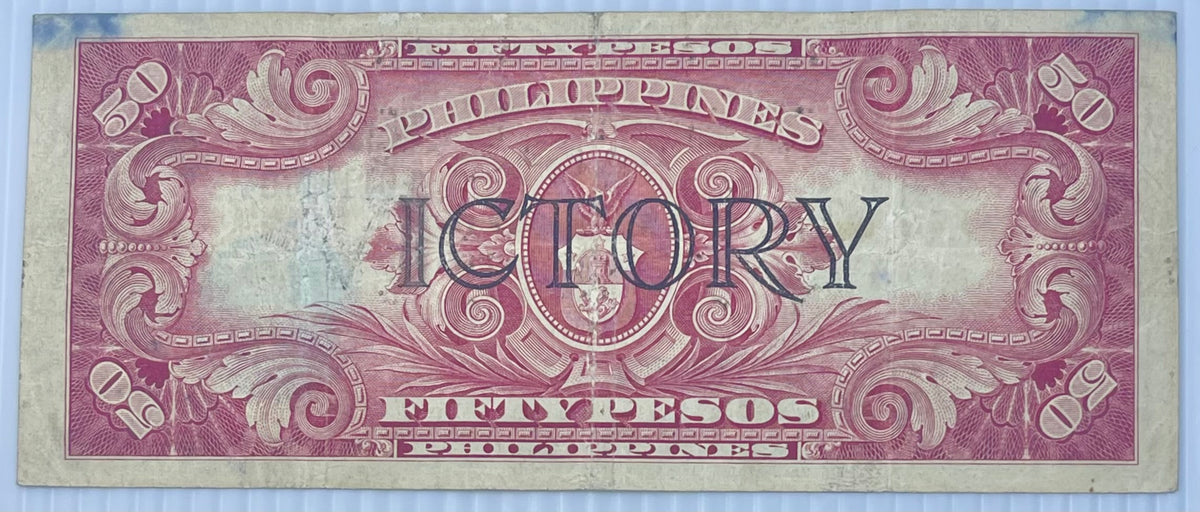 50 FIFTY PESOS 50
PHILIPPINES
ICTORY
FIFTY PESOS
50 PHILIPPINES 50